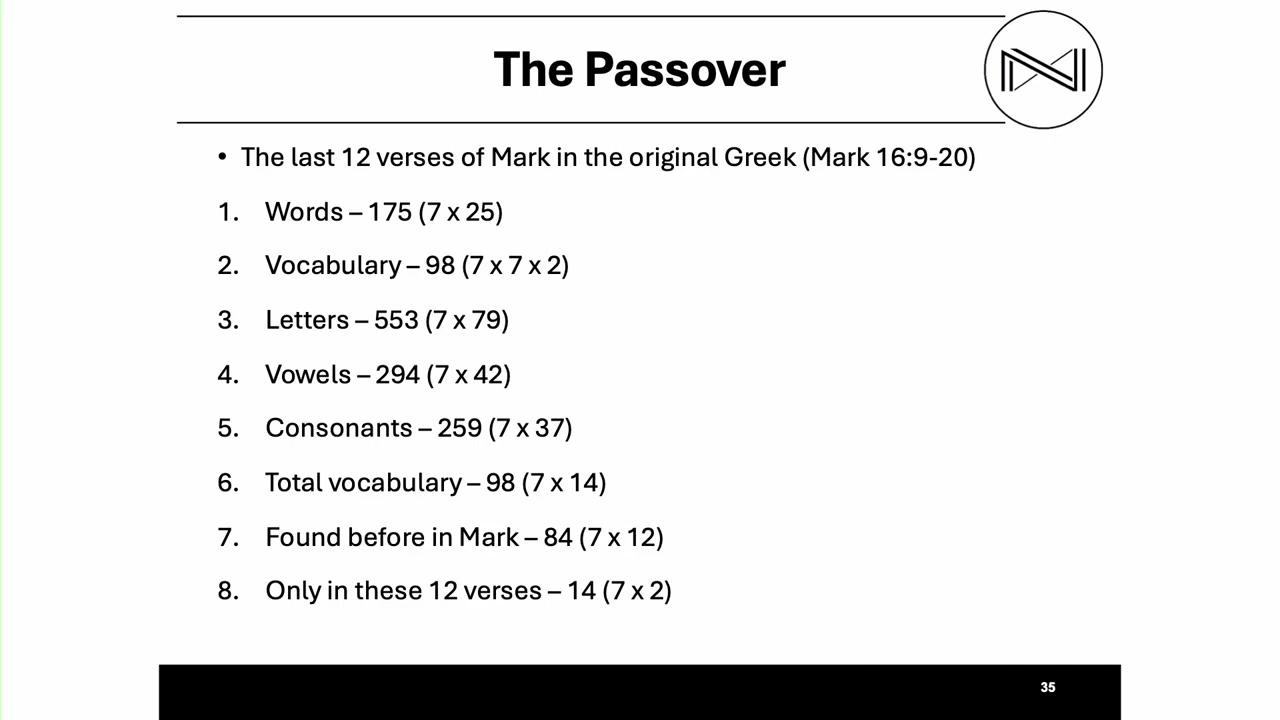 The Passover
• The last 12 verses of Mark in the original Greek (Mark 16:9-20)
1. Words – 175 (7 x 25)
2. Vocabulary – 98 (7 x 7 x 2)
3. Letters – 553 (7 x 79)
4. Vowels – 294 (7 x 42)
5. Consonants – 259 (7 x 37)
6. Total vocabulary – 98 (7 x 14)
7. Found before in Mark – 84 (7 x 12)
8. Only in these 12 verses – 14 (7 x 2)
35